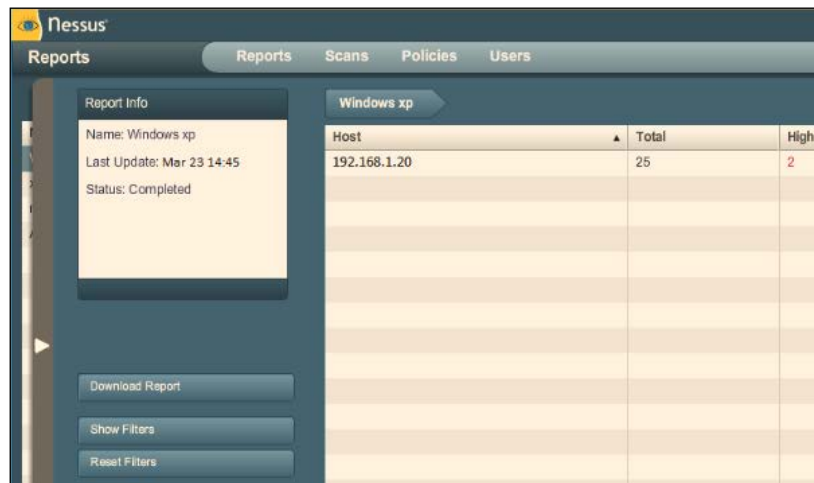 Nessus
Reports
Reports Scans Policies Users
Report Info
Name: Windows xp
Last Update: Mar 23 14:45
Status: Completed
Download Report
Show Filters
Reset Filters
Windows xp
Host Total High
192.168.1.20 25 2